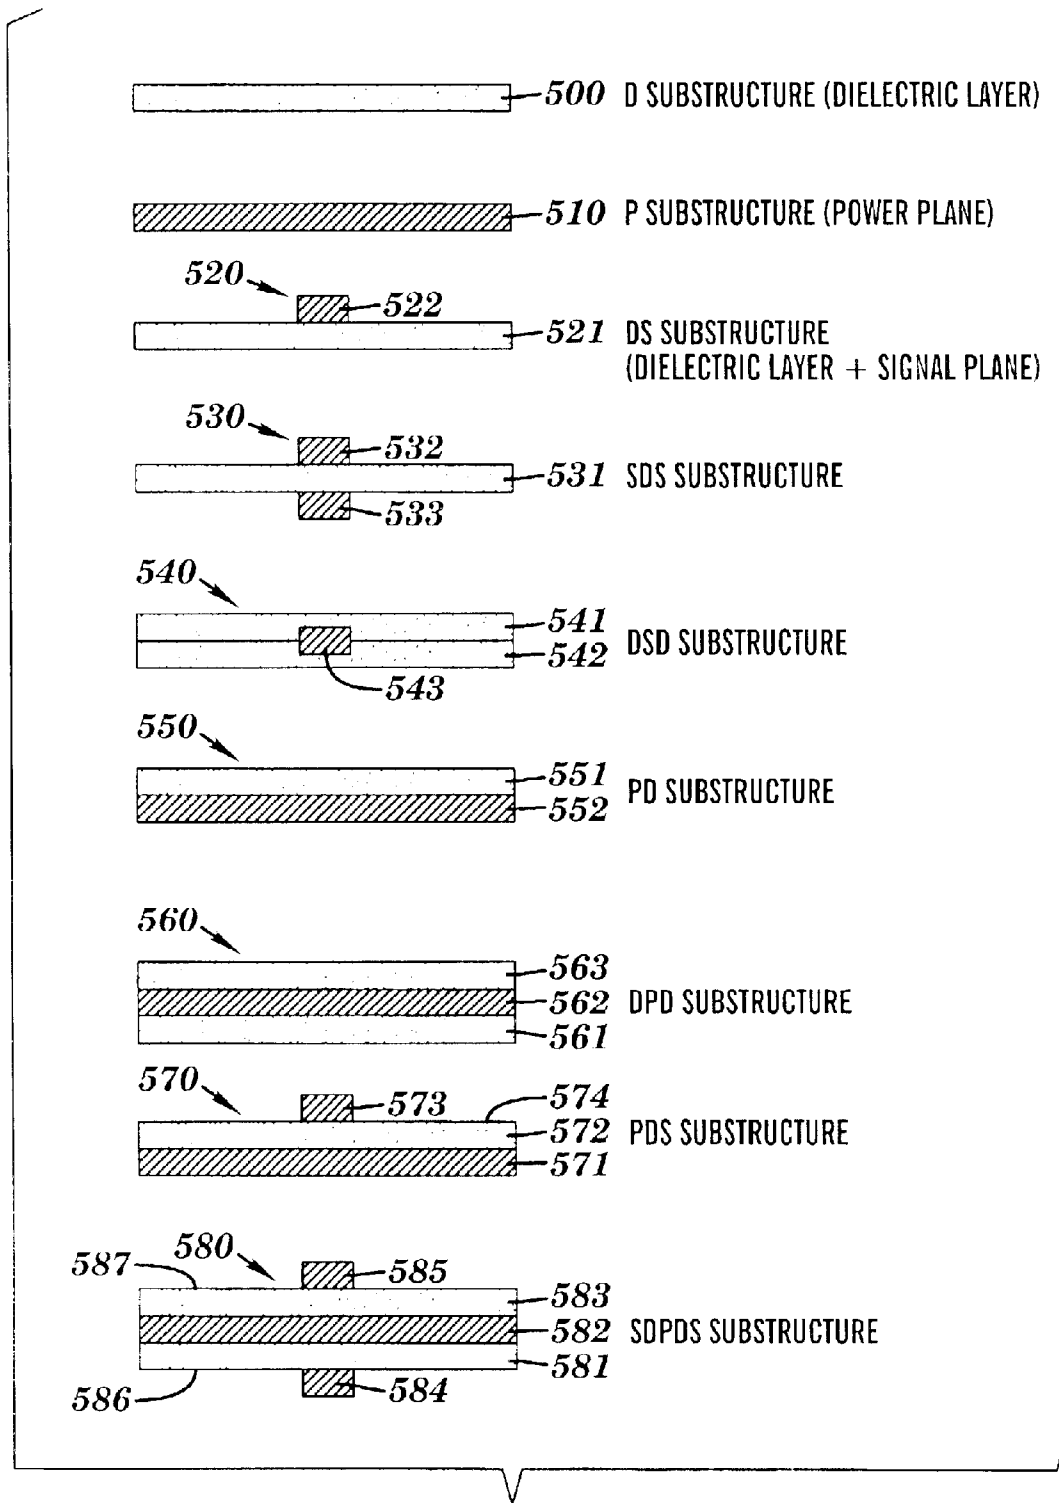 500 D SUBSTRUCTURE (DIELECTRIC LAYER)
510 P SUBSTRUCTURE (POWER PLANE)
520
522
521 DS SUBSTRUCTURE
(DIELECTRIC LAYER + SIGNAL PLANE)
530
532
531 SDS SUBSTRUCTURE
533
540
541
542
DSD SUBSTRUCTURE
543
550
551
552
PD SUBSTRUCTURE
560
563
562 DPD SUBSTRUCTURE
561
570
573
574
572 PDS SUBSTRUCTURE
571
580
587
585
583
582 SDPDS SUBSTRUCTURE
581
586
584